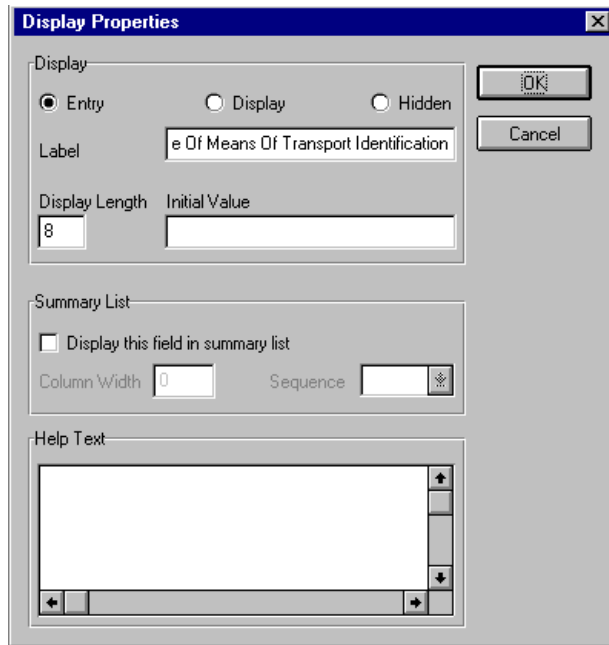 Display Properties
Display
OK
Entry Display Hidden
Cancel
Label e Of Means Of Transport Identification
Display Length Initial Value
8
Summary List
Display this field in summary list
Column Width 0 Sequence
Help Text